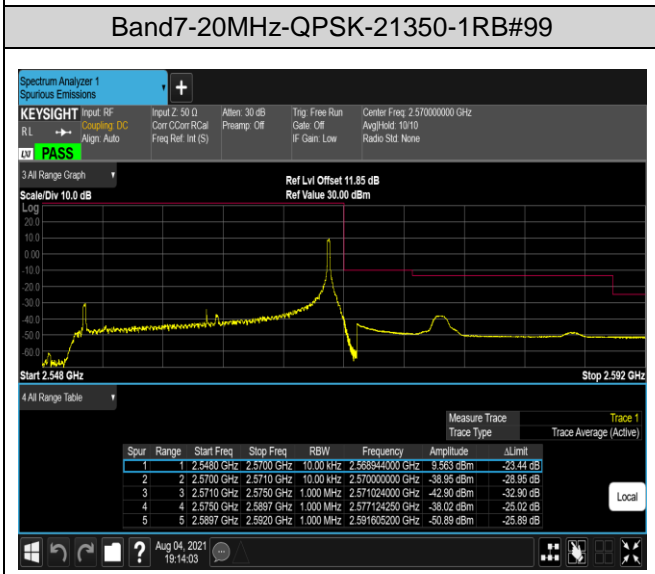 Band7-20MHz-QPSK-21350-1RB#99
Spectrum Analyzer 1
Spurious Emissions
+
KEYSIGHT Input: RF Input Z: 50 Ω Atten: 30 dB Trig: Free Run Center Freq: 2.570000000 GHz
RL Coupling: DC Corr CCorr RCal Preamp: Off Gate: Off Avg|Hold: 10/10
Align: Auto Freq Ref: Int (S) IF Gain: Low Radio Std: None
LNI PASS
3 All Range Graph
Ref Lvl Offset 11.85 dB
Scale/Div 10.0 dB Ref Value 30.00 dBm
Log
20.0
10.0
0.00
-10.0
-20.0
-30.0
-40.0
-50.0
-60.0
Start 2.548 GHz Stop 2.592 GHz
4 All Range Table
Measure Trace Trace 1
Trace Type Trace Average (Active)
Spur Range Start Freq Stop Freq RBW Frequency Amplitude ΔLimit
1 1 2.5480 GHz 2.5700 GHz 10.00 kHz 2.568944000 GHz 9.563 dBm -23.44 dB
2 2 2.5700 GHz 2.5710 GHz 10.00 kHz 2.570000000 GHz -38.95 dBm -28.95 dB
3 3 2.5710 GHz 2.5750 GHz 1.000 MHz 2.571024000 GHz -42.90 dBm -32.90 dB
4 4 2.5750 GHz 2.5897 GHz 1.000 MHz 2.577124250 GHz -38.02 dBm -25.02 dB
5 5 2.5897 GHz 2.5920 GHz 1.000 MHz 2.591605200 GHz -50.89 dBm -25.89 dB
Local
? Aug 04, 2021
19:14:03